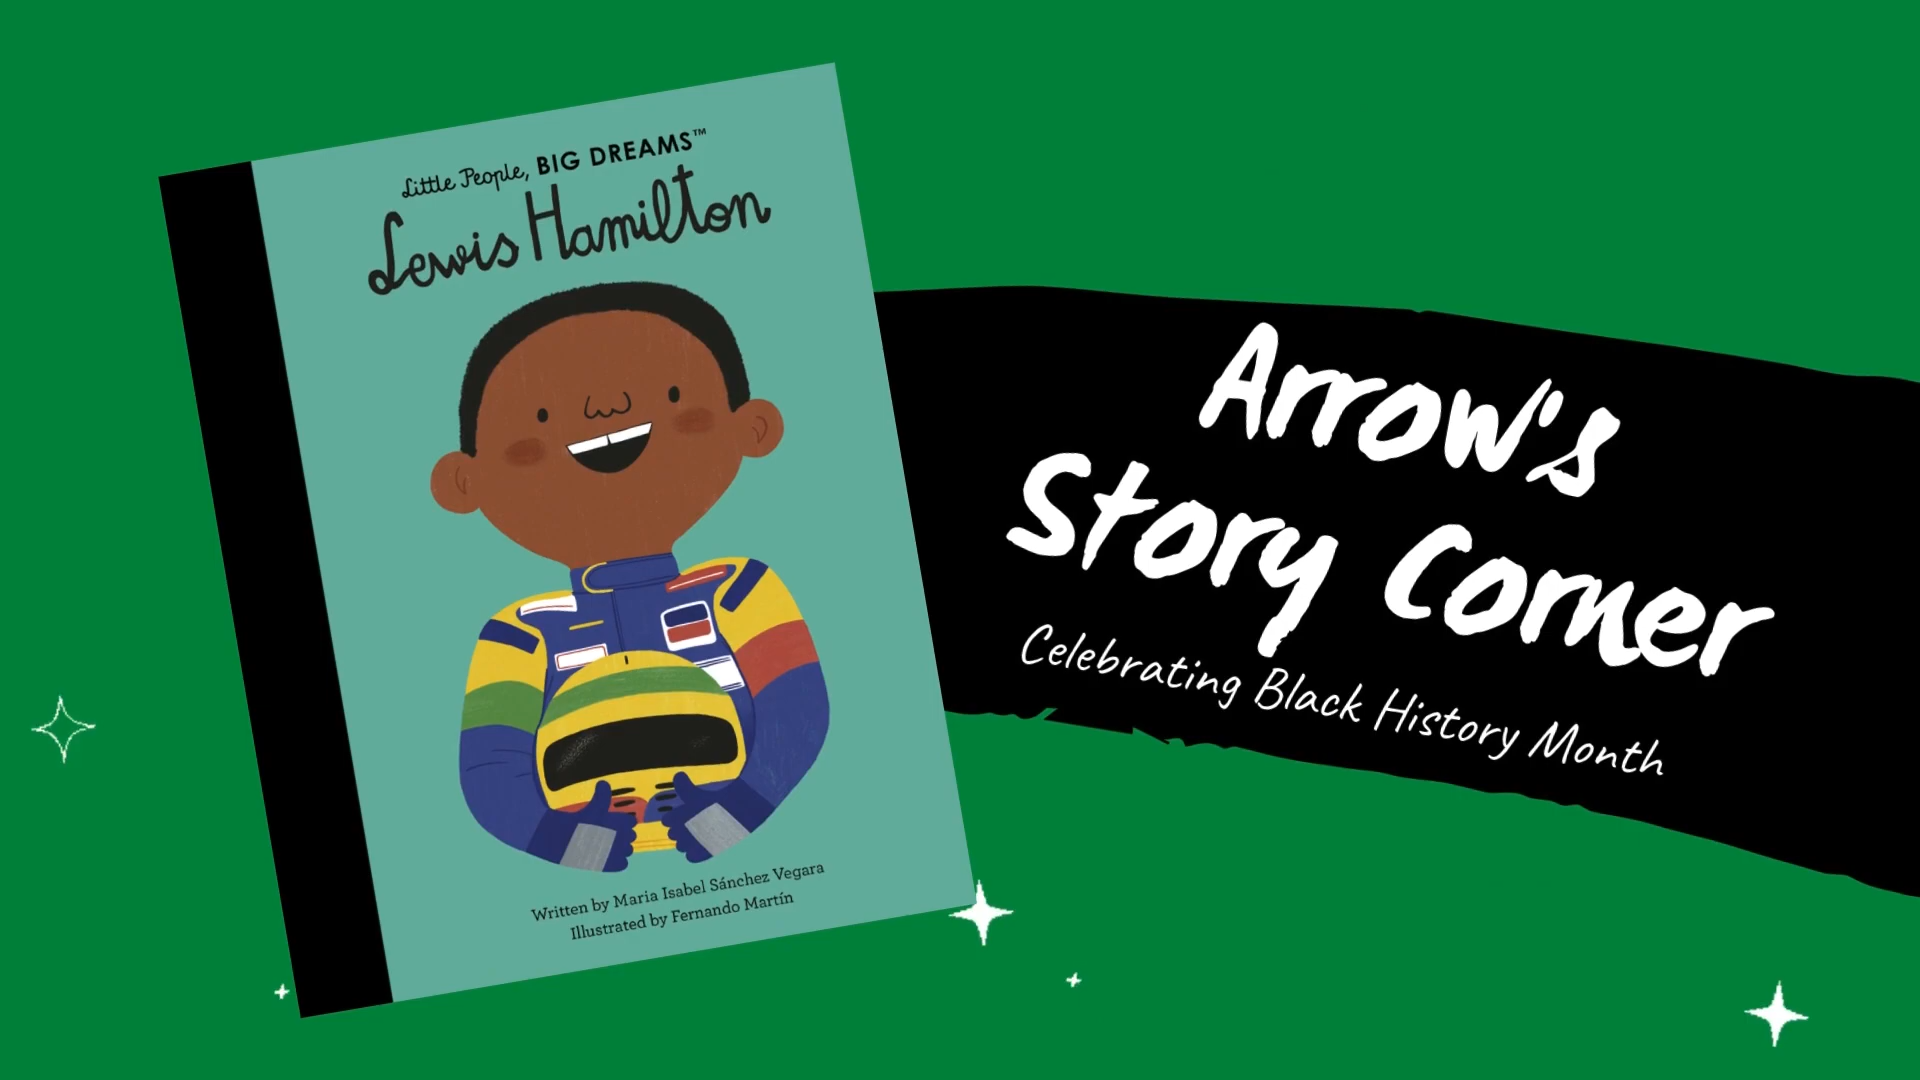 Little People, BIG DREAMS™
Lewis Hamilton
Written by Maria Isabel Sánchez Vegara
Illustrated by Fernando Martín
Arrow's
Story Corner
Celebrating Black History Month